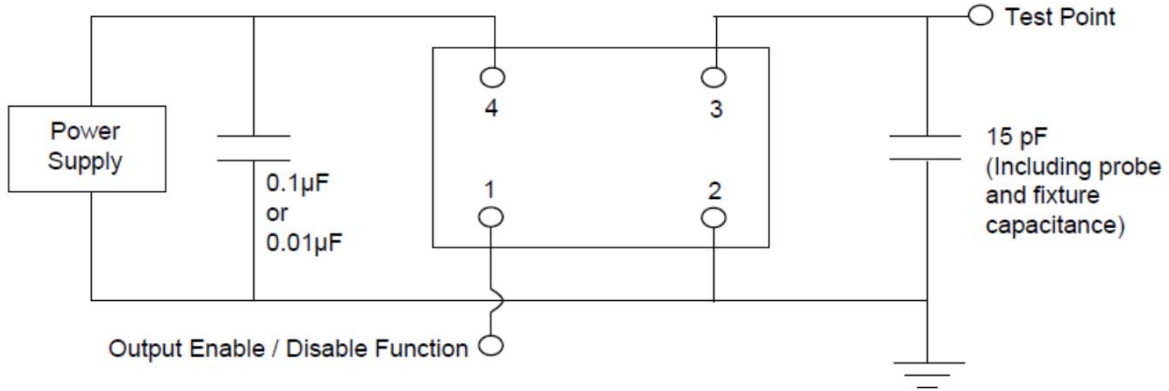 Test Point
4
3
Power
Supply
15 pF
(Including probe
and fixture
capacitance)
0.1µF
or
0.01µF
1
2
Output Enable / Disable Function